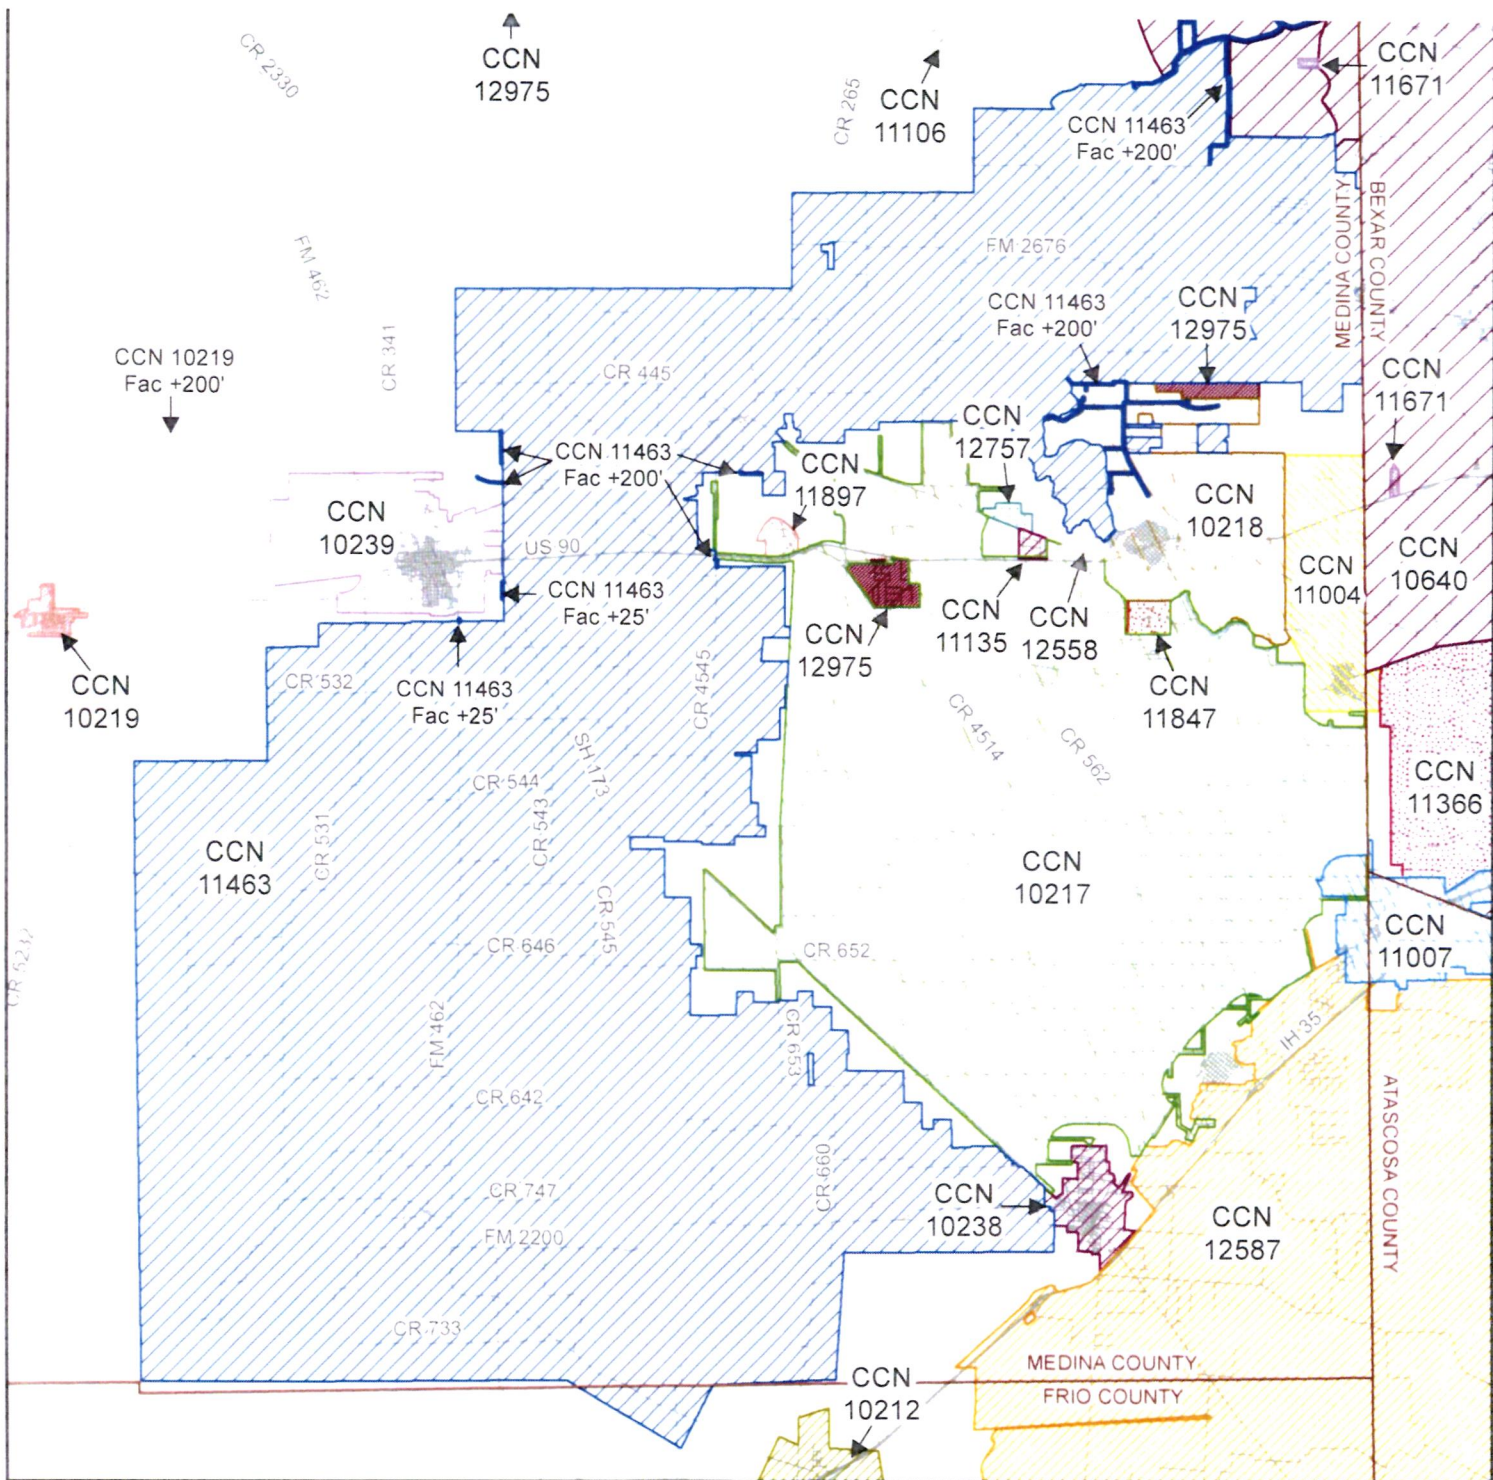 CR 2330
CCN
12975
CR 265
CCN
11106
CCN
11671
CCN 11463
Fac +200'
MEDINA COUNTY
BEXAR COUNTY
FM 462
FM 2676
CCN 11463
Fac +200'
CCN
12975
CCN 10219
Fac +200'
CR 341
CR 445
CCN
11671
CCN
12757
CCN 11463
Fac +200'
CCN
11897
CCN
10239
CCN
10218
US 90
CCN
10640
CCN
11004
CCN 11463
Fac +25'
CCN
11135
CCN
12558
CCN
12975
CCN
10219
CR 532
CCN 11463
Fac +25'
CR 4545
CCN
11847
CR 4514
CR 562
SH 173
CR 544
CCN
11366
CR 543
CR 531
CCN
11463
CCN
10217
CR 545
CR 646
CR 652
CCN
11007
FM 462
CR 653
IH 35
CR 642
ATASCOSA COUNTY
CR 747
CR 690
CCN
10238
CCN
12587
FM 2200
CR 733
MEDINA COUNTY
FRIO COUNTY
CCN
10212